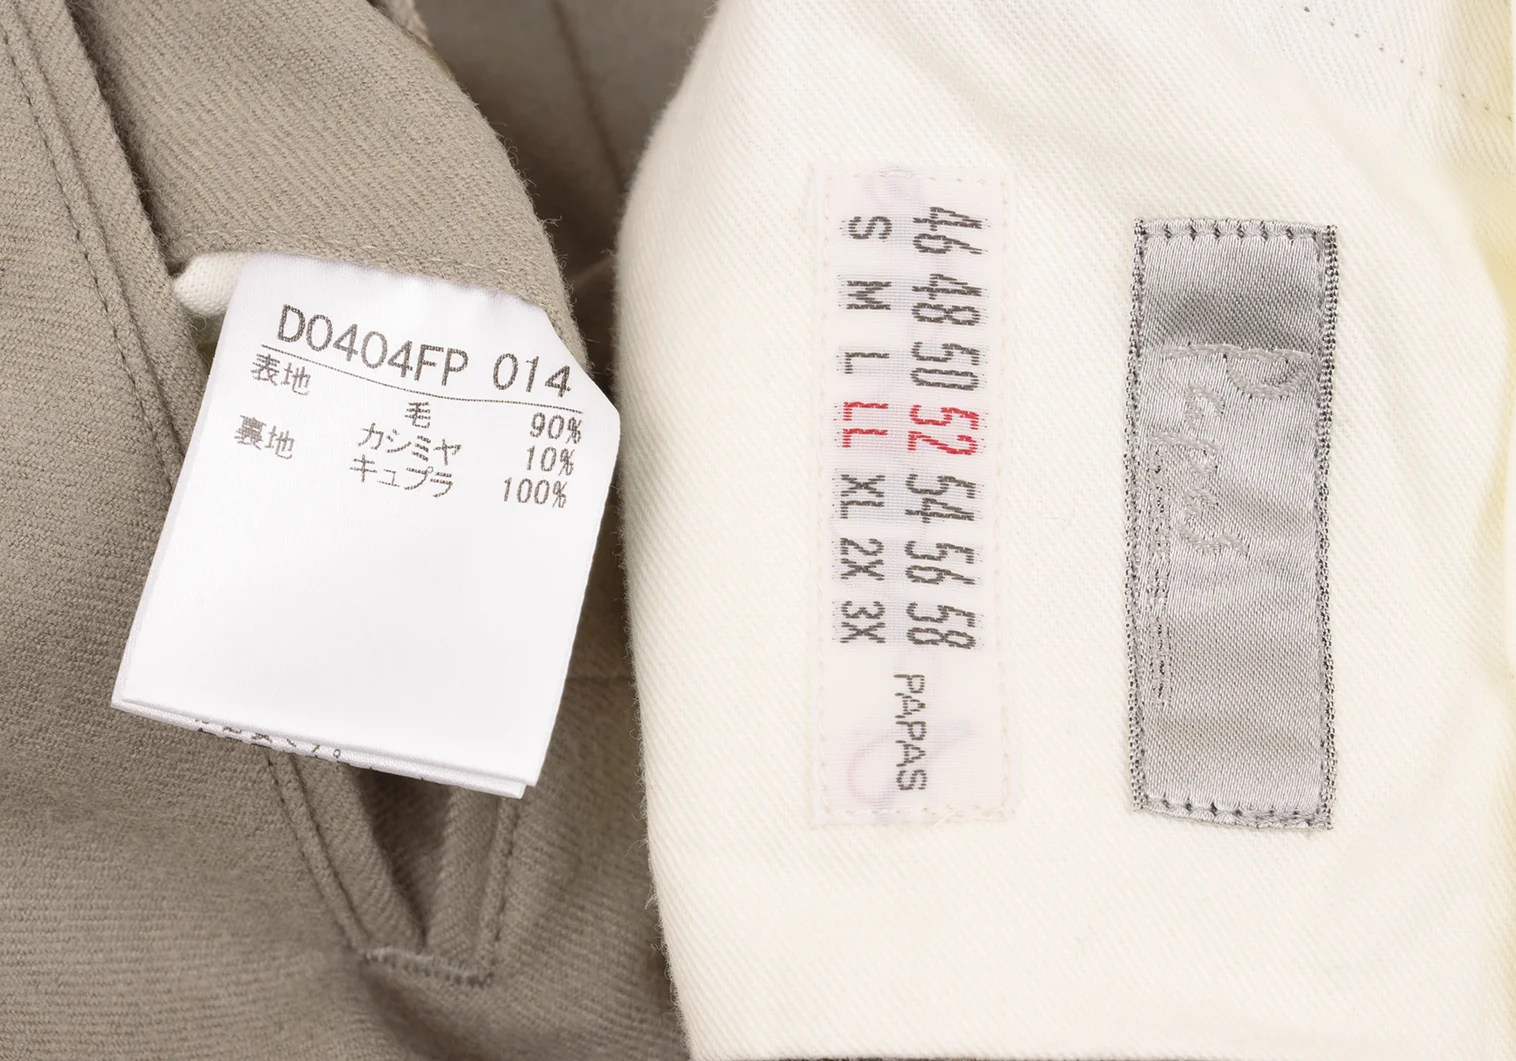 D0404FP 014
表地
毛 90%
カシミヤ 10%
裏地 キュプラ 100%
46 48 50 52 54 56 58
S M L LL XL 2X 3X
PAPAS
Papas